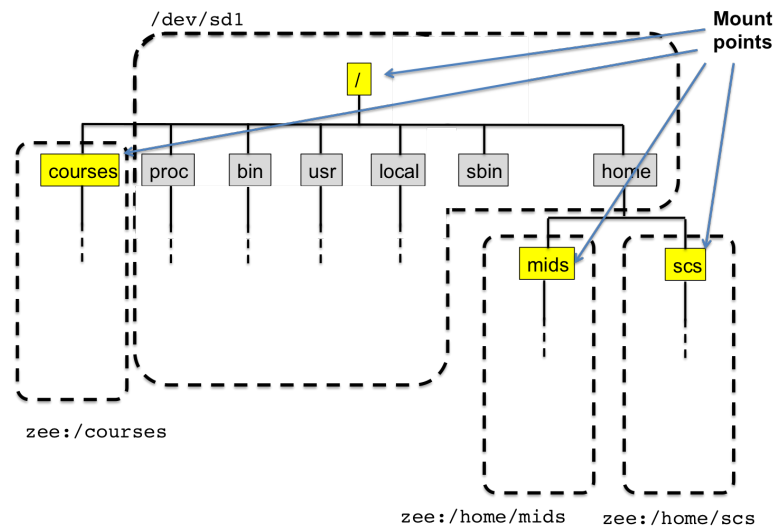 /dev/sd1
Mount
points
/
courses
proc
bin
usr
local
sbin
home
mids
scs
zee:/courses
zee:/home/mids
zee:/home/scs